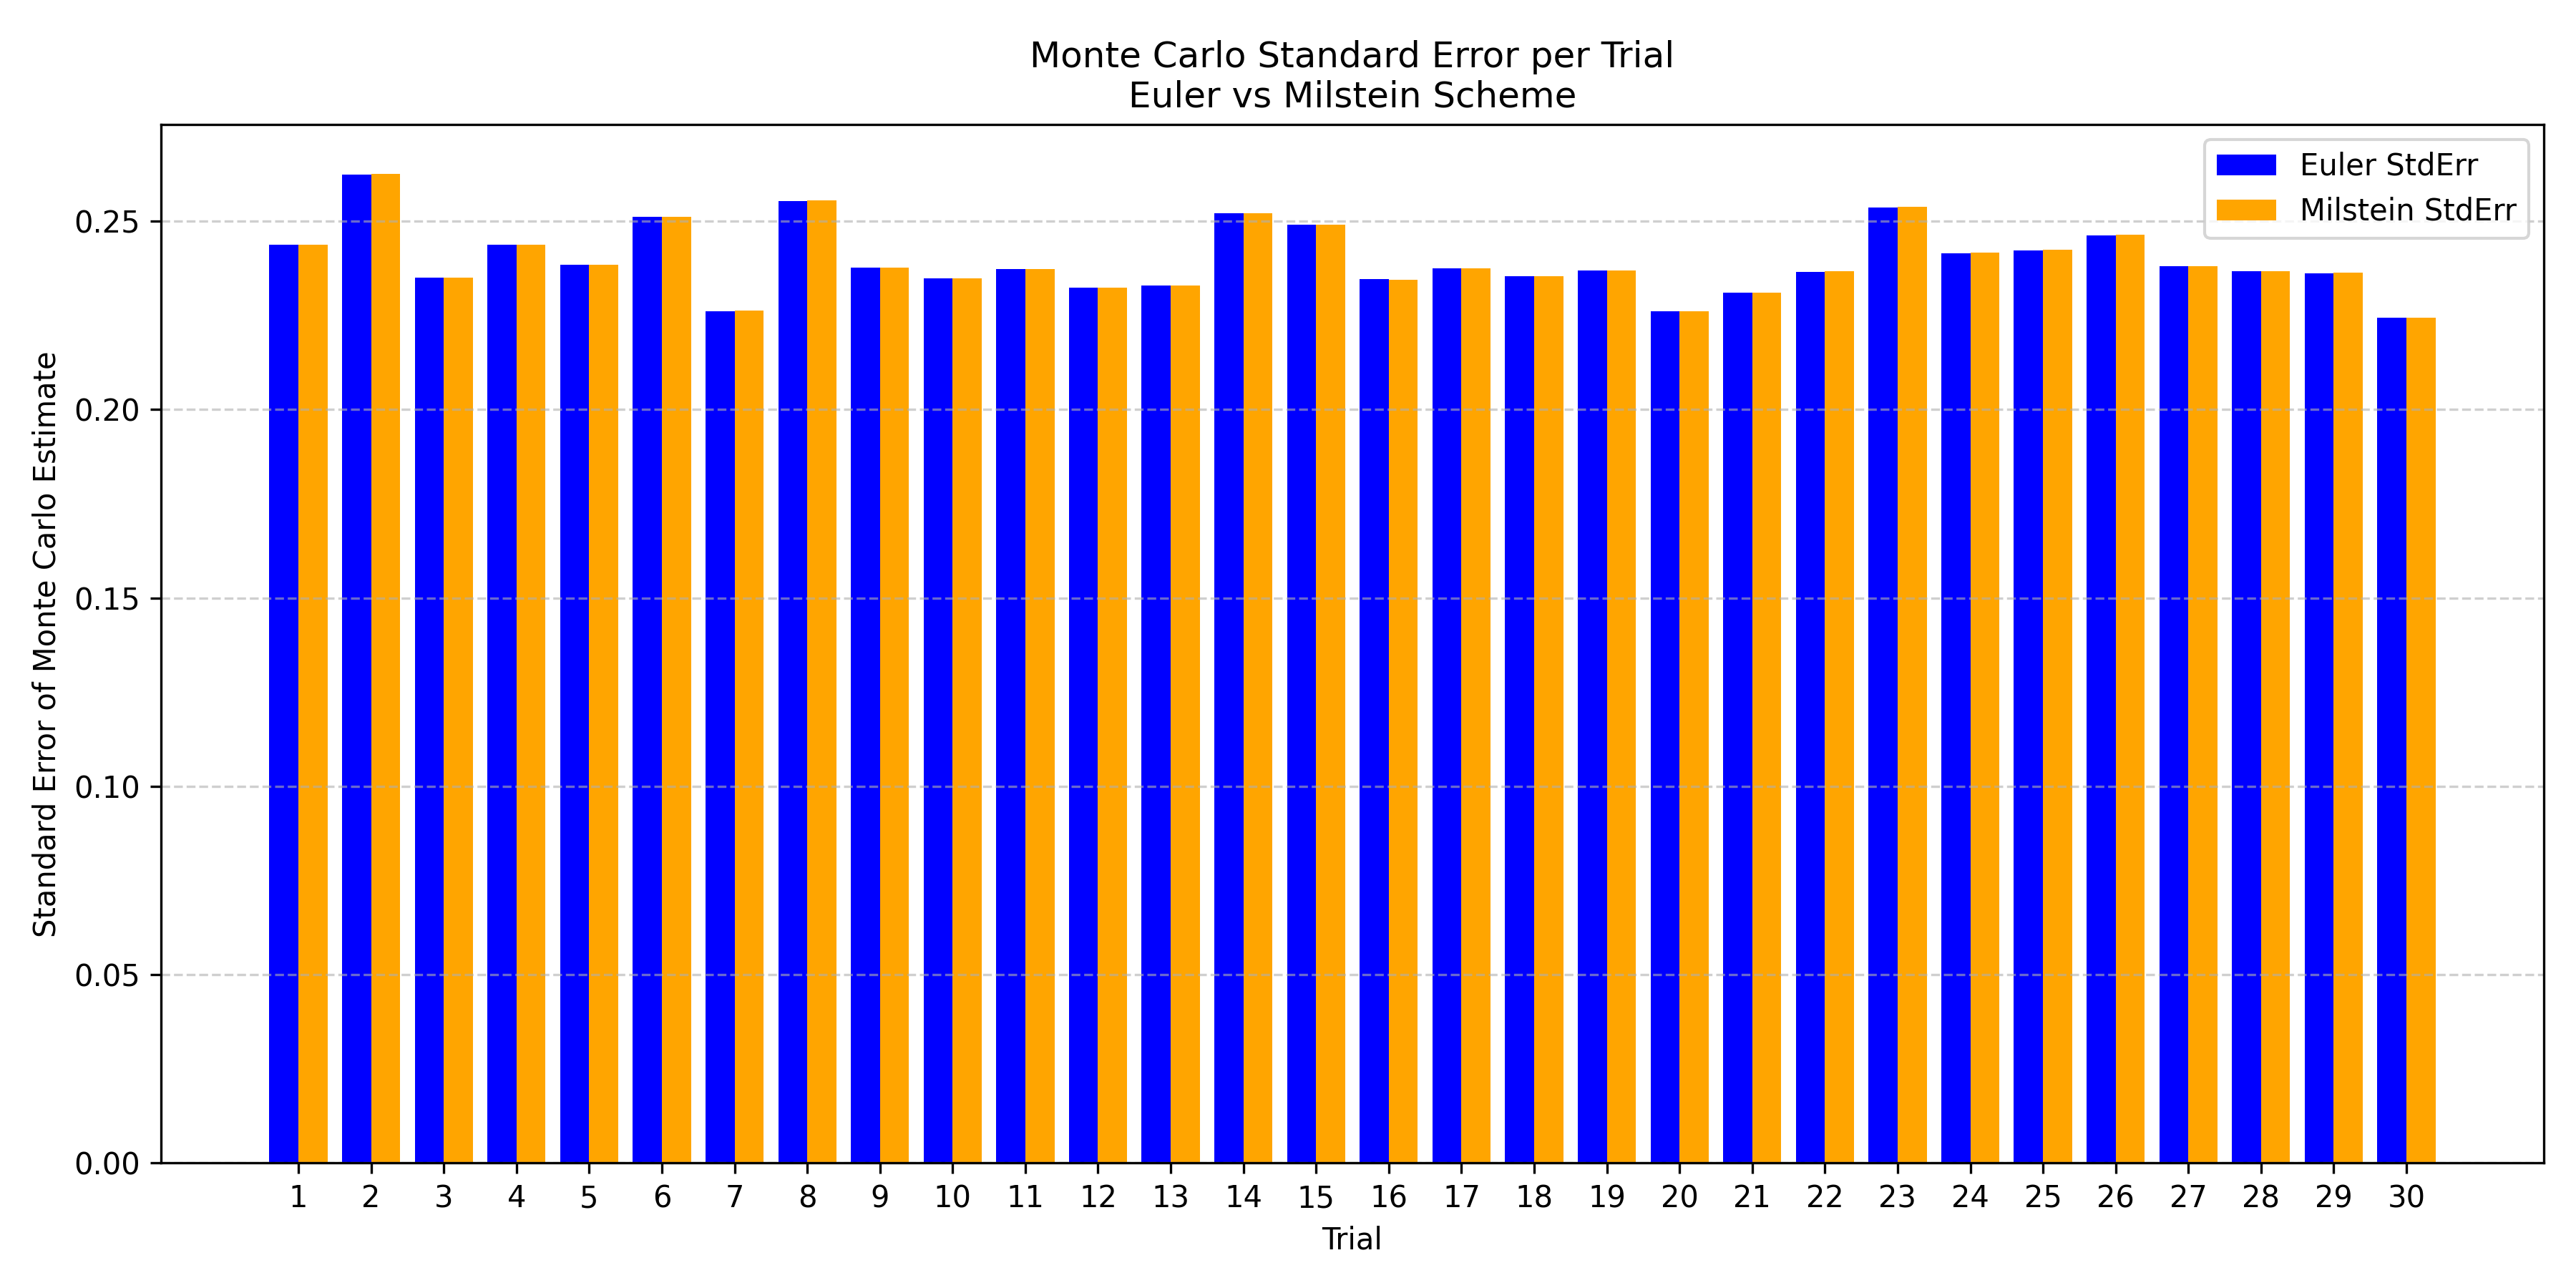 Monte Carlo Standard Error per Trial
Euler vs Milstein Scheme
Euler StdErr
Milstein StdErr
Standard Error of Monte Carlo Estimate
0.25
0.20
0.15
0.10
0.05
0.00
1 2 3 4 5 6 7 8 9 10 11 12 13 14 15 16 17 18 19 20 21 22 23 24 25 26 27 28 29 30
Trial